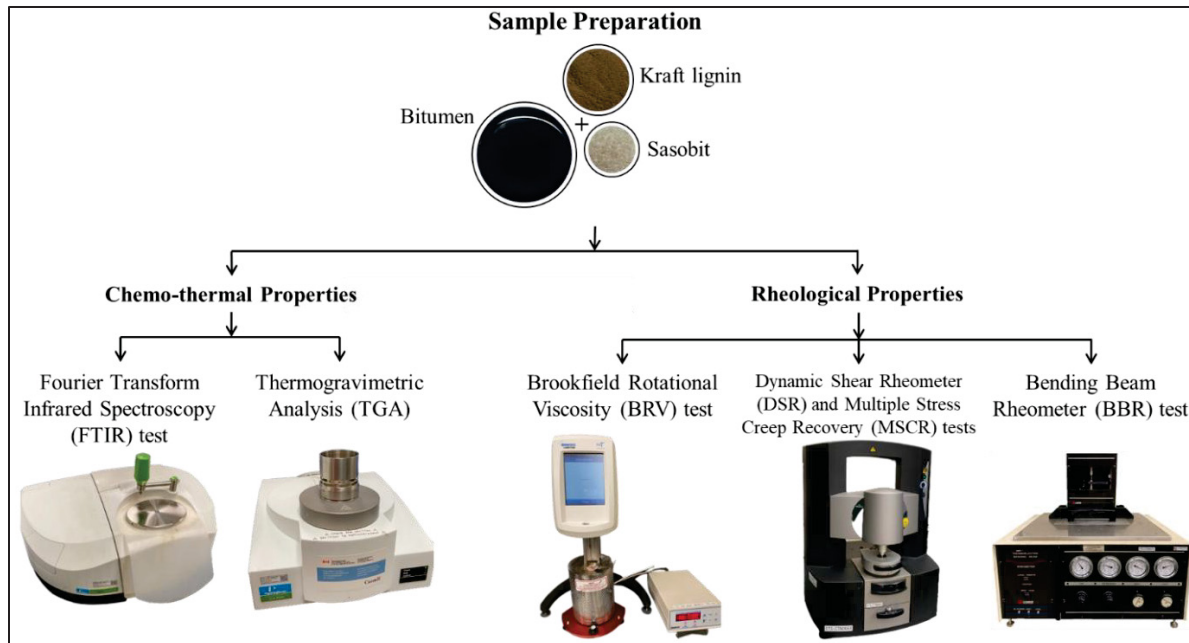 Sample Preparation
Kraft lignin
Bitumen
+
Sasobit
Chemo-thermal Properties
Rheological Properties
Fourier Transform
Infrared Spectroscopy
(FTIR) test
Thermogravimetric
Analysis (TGA)
Brookfield Rotational
Viscosity (BRV) test
Dynamic Shear Rheometer
(DSR) and Multiple Stress
Creep Recovery (MSCR) tests
Bending Beam
Rheometer (BBR) test
Canada